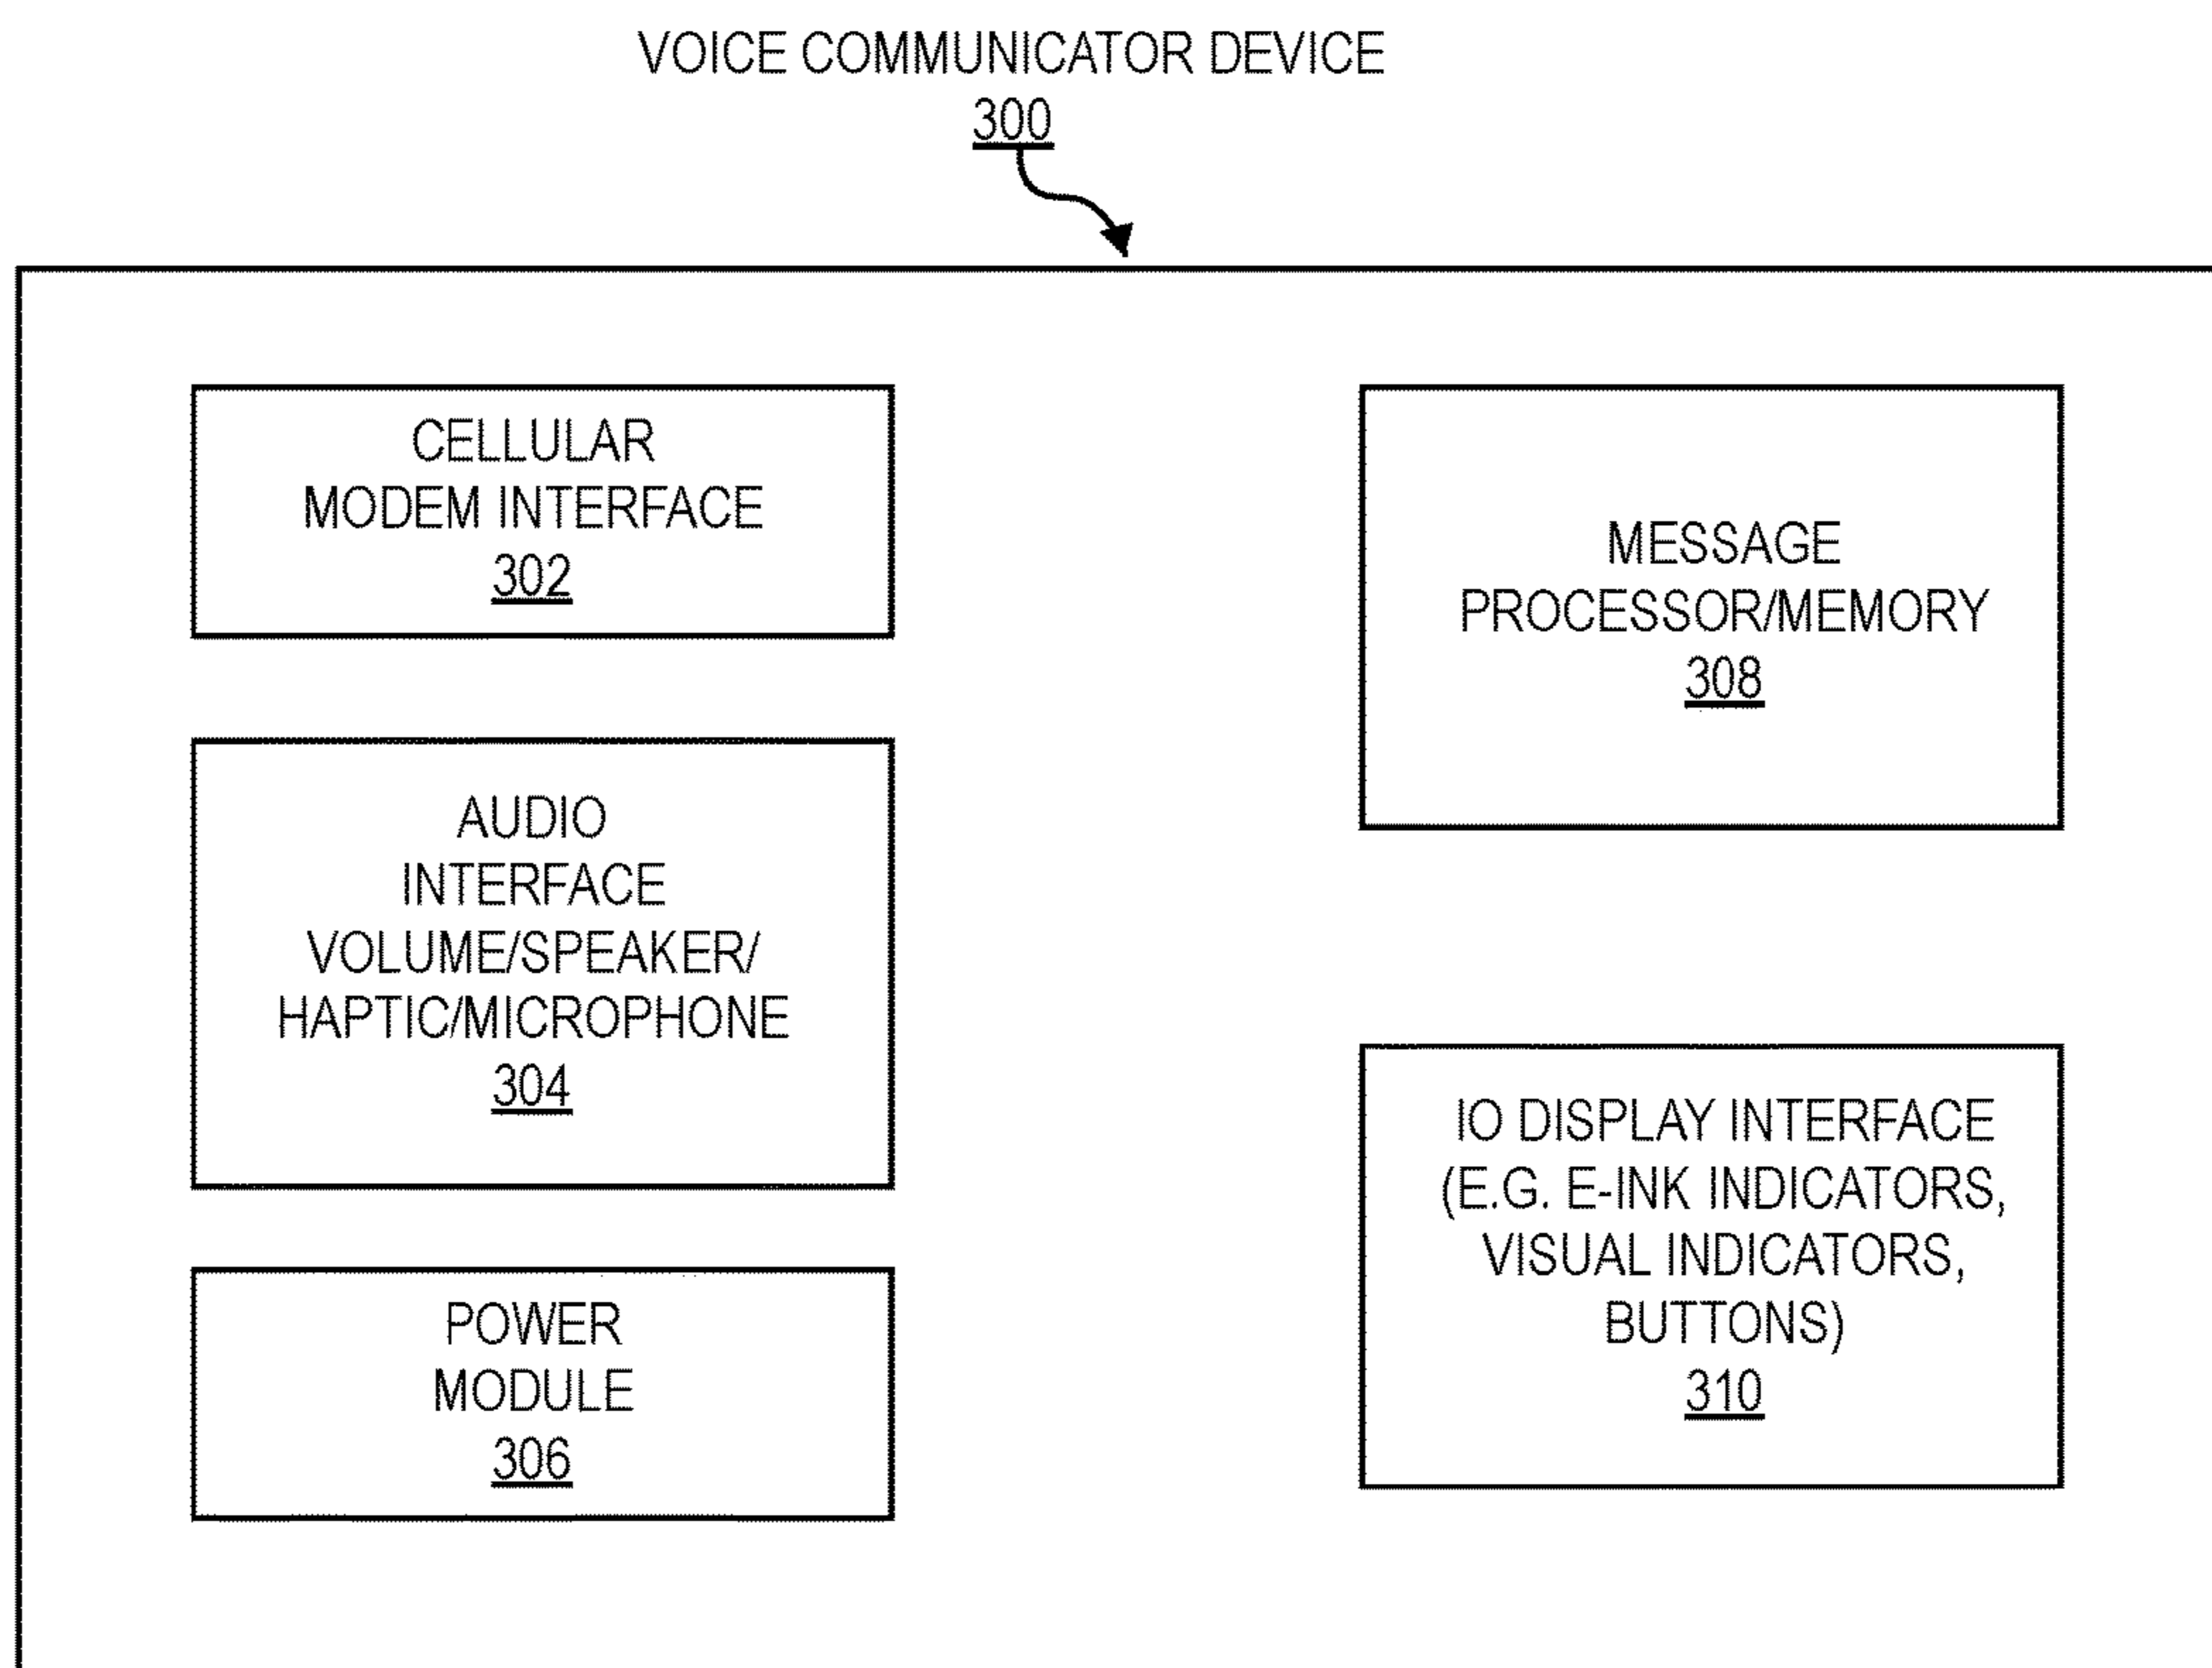 VOICE COMMUNICATOR DEVICE
300
CELLULAR
MODEM INTERFACE
302
AUDIO
INTERFACE
VOLUME/SPEAKER/
HAPTIC/MICROPHONE
304
POWER
MODULE
306
MESSAGE
PROCESSOR/MEMORY
308
IO DISPLAY INTERFACE
(E.G. E-INK INDICATORS,
VISUAL INDICATORS,
BUTTONS)
310